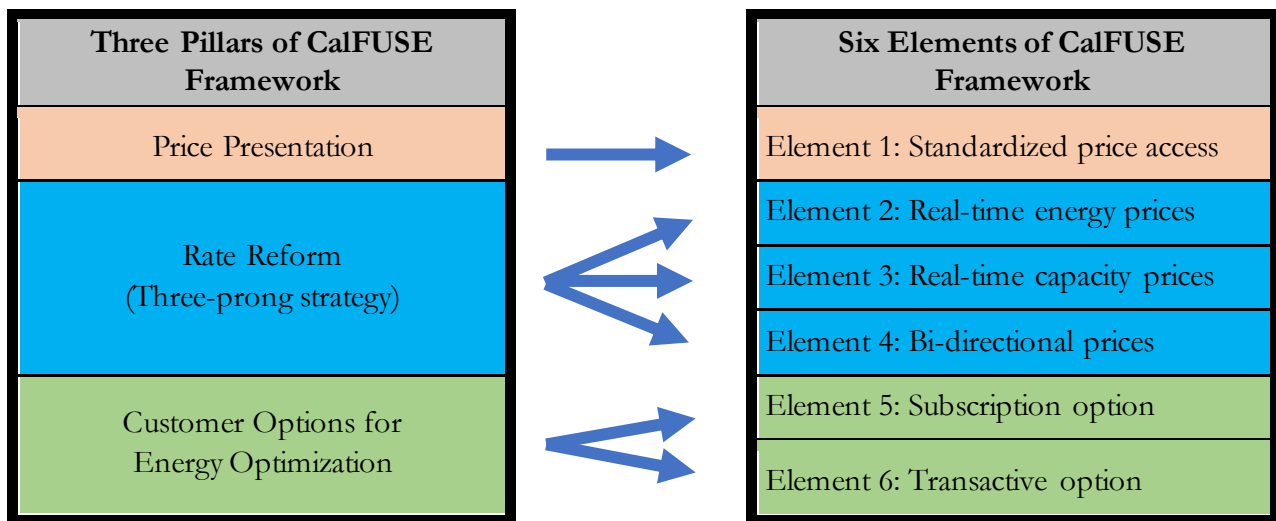 Three Pillars of CalFUSE
Framework
Price Presentation
Rate Reform
(Three-prong strategy)
Customer Options for
Energy Optimization
Six Elements of CalFUSE
Framework
Element 1: Standardized price access
Element 2: Real-time energy prices
Element 3: Real-time capacity prices
Element 4: Bi-directional prices
Element 5: Subscription option
Element 6: Transactive option